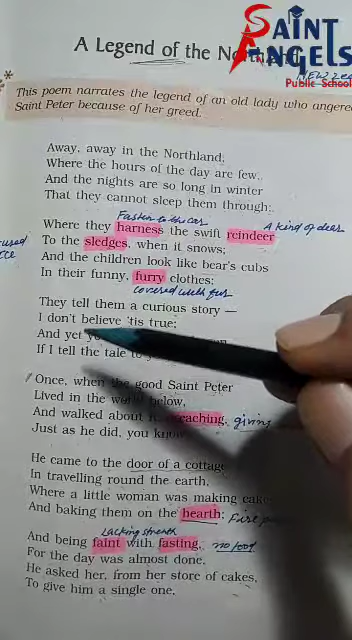 SAINT
ANGELS
Public School
A Legend of the
This poem narrates the legend of an old lady who angered
Saint Peter because of her greed.
Away, away in the Northland,
Where the hours of the day are few,
And the nights are so long in winter
That they cannot sleep them through;
Fasten to the car
A kind of deer
Where they harness the swift reindeer
To the sledges, when it snows;
And the children look like bear's cubs
In their funny, furry clothes:
covered with fur
They tell them a curious story —
I don't believe 'tis true;
And yet
If I tell the tale to
Once, when the good Saint Peter
Lived in the world below,
And walked about preaching, giving
Just as he did, you know
He came to the door of a cottage
In travelling round the earth,
Where a little woman was making cakes
And baking them on the hearth; Fire
Lacking strength
And being faint with fasting, no food
For the day was almost done,
He asked her, from her store of cakes,
To give him a single one.